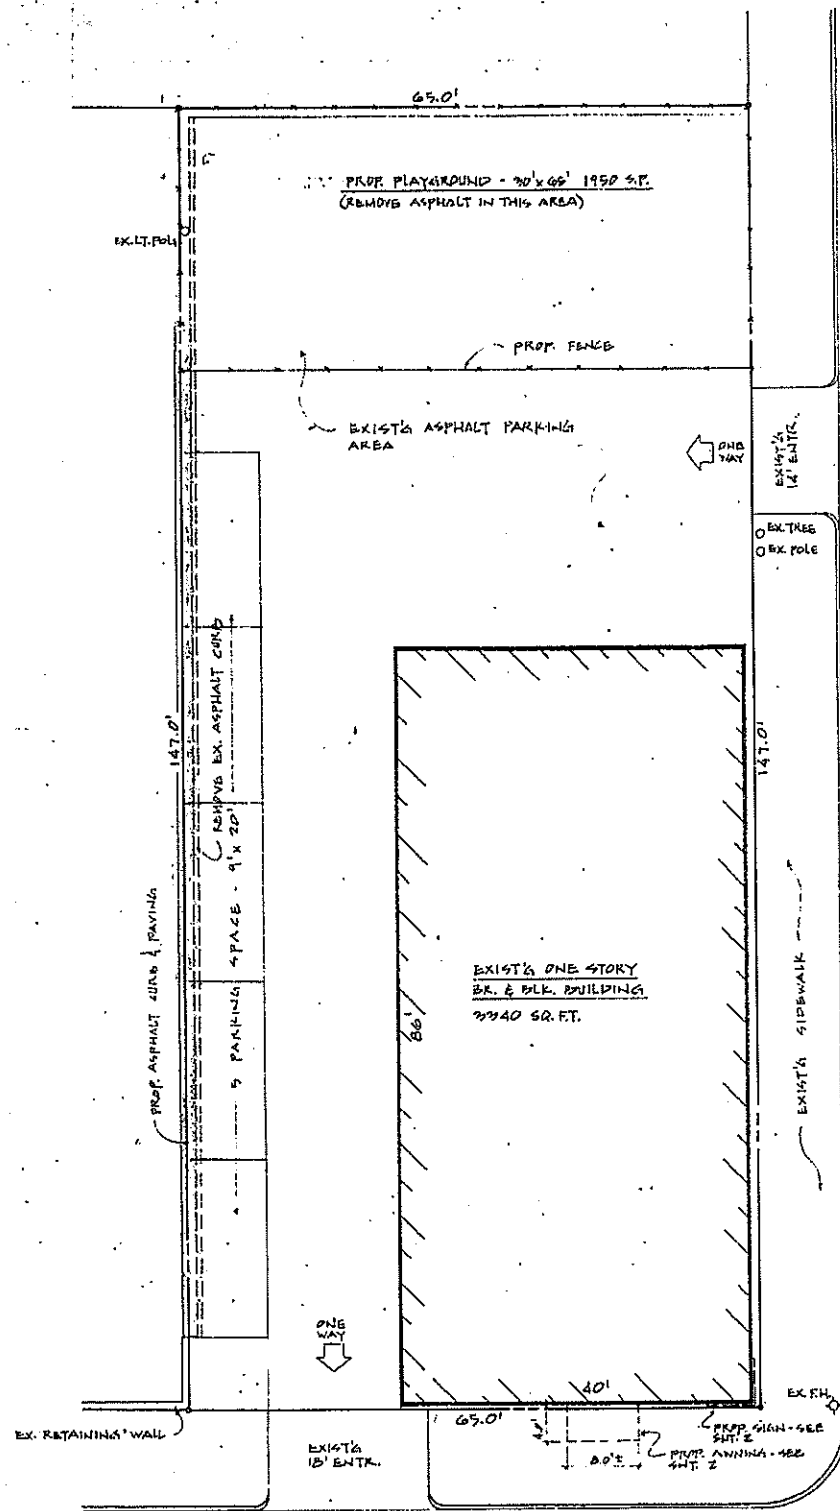 65.0'
PROP. PLAYGROUND - 30' x 65' 1950 S.F.
(REMOVE ASPHALT IN THIS AREA)
EX. LT. POLE
PROP. FENCE
EXIST'G ASPHALT PARKING
AREA
ONE
WAY
EXIST'G
14' ENTR.
EX. TREE
EX. POLE
REMOVE EX. ASPHALT CURB
147.0'
147.0'
5 PARKING SPACE - 9' x 20'
PROP. ASPHALT CURB & PAVING
EXIST'G ONE STORY
BR. & BLK. BUILDING
3340 SQ. FT.
86'
EXIST'G SIDEWALK
ONE
WAY
40'
EX. F.H.
65.0'
EX. RETAINING WALL
EXIST'G
18' ENTR.
8.0'±
PROP. SIGN - SEE
SHT. 2
PROP. AWNING - SEE
SHT. 2